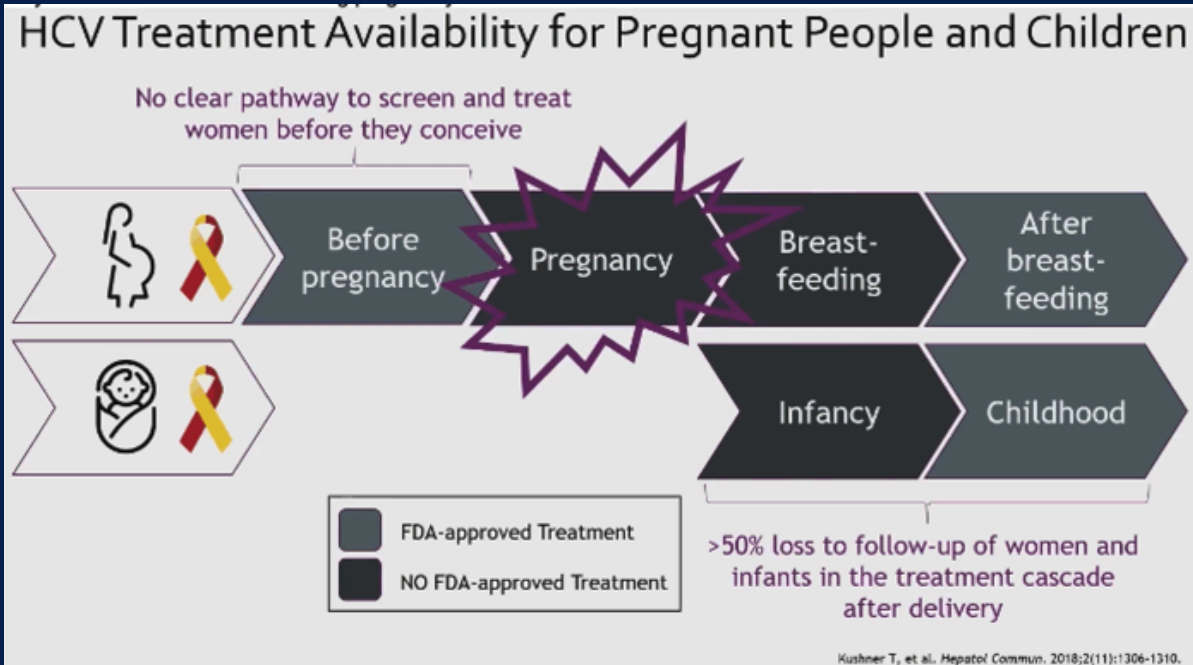 HCV Treatment Availability for Pregnant People and Children
No clear pathway to screen and treat
women before they conceive
Before
pregnancy
Pregnancy
Breast-
feeding
After
breast-
feeding
Infancy
Childhood
FDA-approved Treatment
NO FDA-approved Treatment
>50% loss to follow-up of women and
infants in the treatment cascade
after delivery
Kushner T, et al. Hepatol Commun. 2018;2(11):1306-1310.